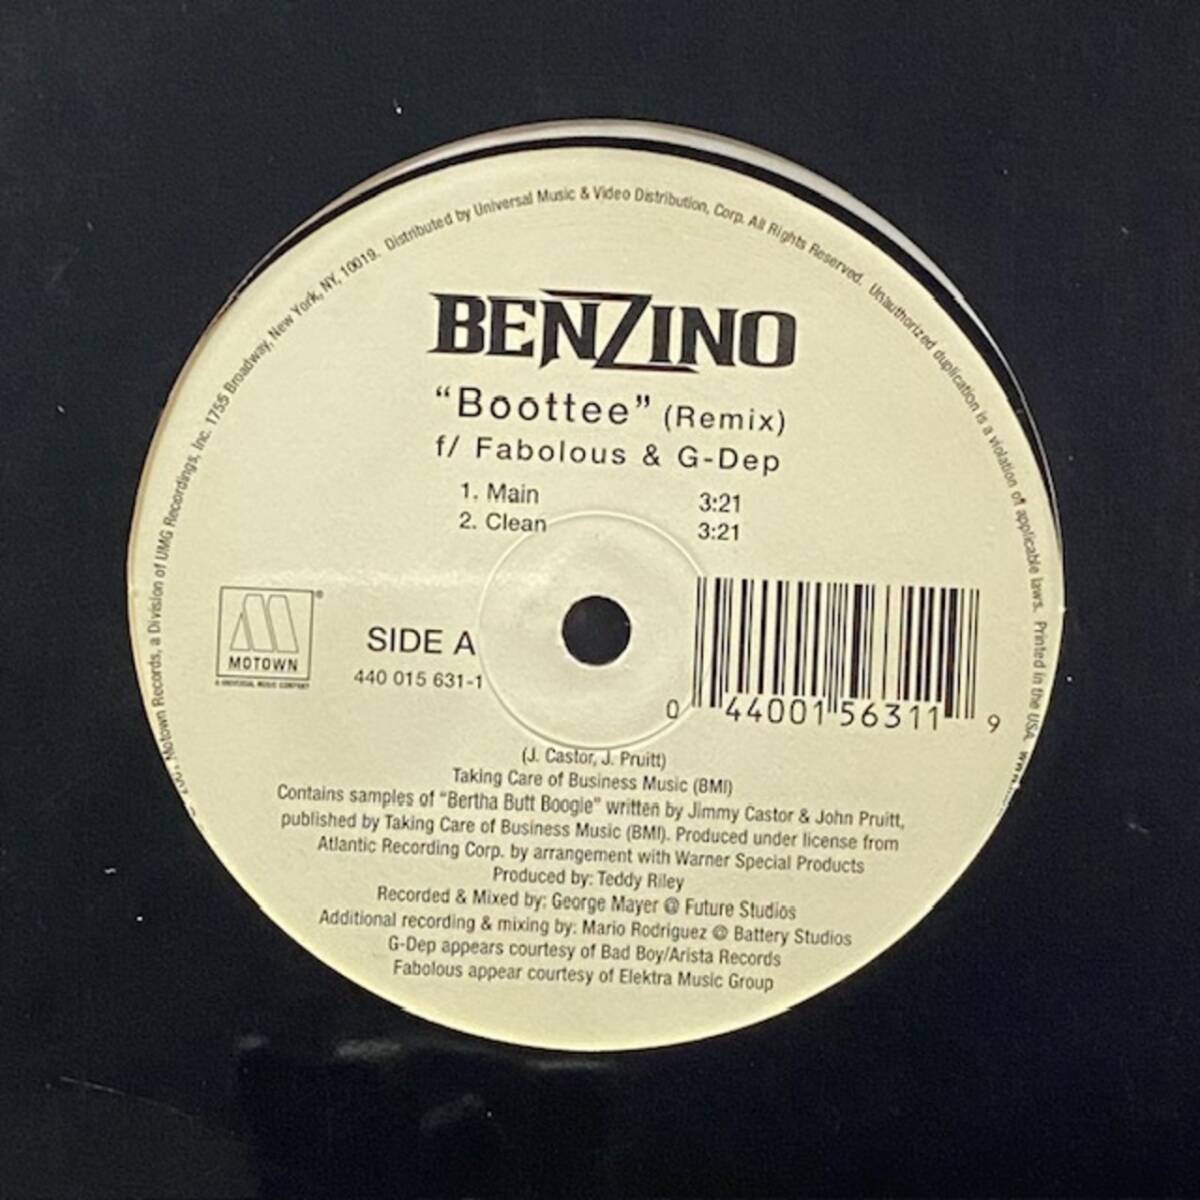 Motown Records, a Division of UMG Recordings, Inc. 1755 Broadway, New York, NY, 10019. Distributed by Universal Music & Video Distribution, Corp. All Rights Reserved. Unauthorized duplication is a violation of applicable laws. Printed in the USA.
BENZINO
"Boottee" (Remix)
f/ Fabolous & G-Dep
1. Main 3:21
2. Clean 3:21
MOTOWN
A UNIVERSAL MUSIC COMPANY
SIDE A
440 015 631-1
0 44001 56311 9
(J. Castor, J. Pruitt)
Taking Care of Business Music (BMI)
Contains samples of "Bertha Butt Boogie" written by Jimmy Castor & John Pruitt,
published by Taking Care of Business Music (BMI). Produced under license from
Atlantic Recording Corp. by arrangement with Warner Special Products
Produced by: Teddy Riley
Recorded & Mixed by: George Mayer @ Future Studios
Additional recording & mixing by: Mario Rodriguez @ Battery Studios
G-Dep appears courtesy of Bad Boy/Arista Records
Fabolous appear courtesy of Elektra Music Group